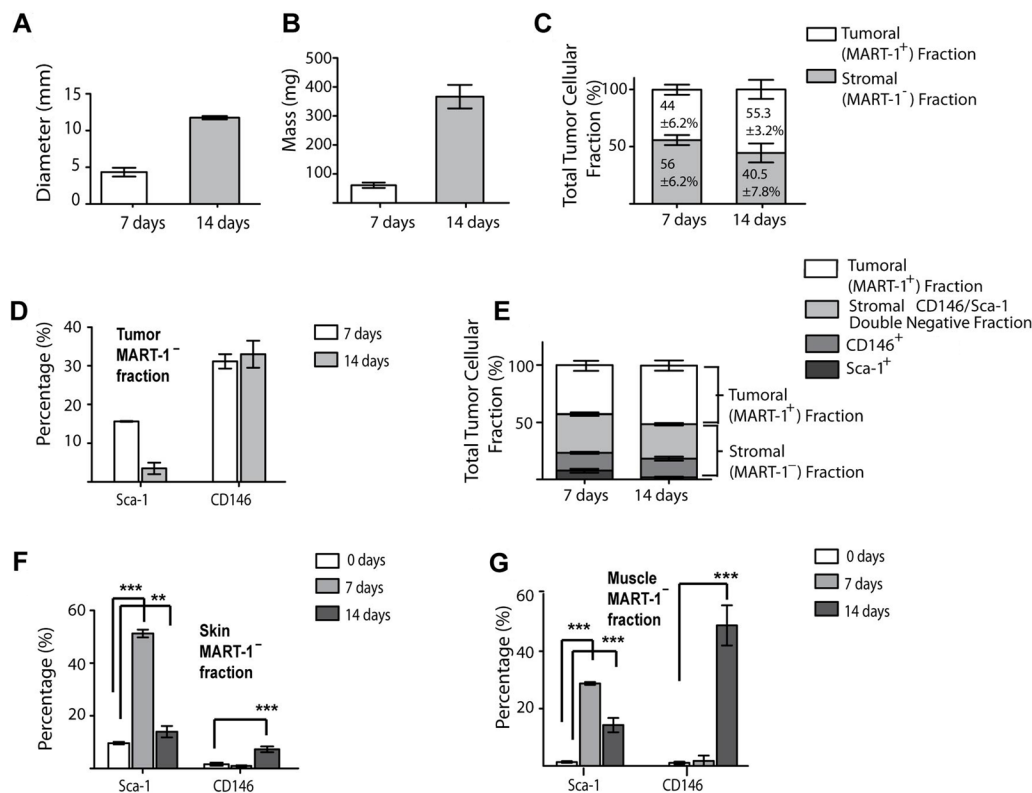 A
Diameter (mm)
15
10
5
0
7 days
14 days
B
Mass (mg)
500
400
300
200
100
7 days
14 days
C
Total Tumor Cellular
Fraction (%)
100
50
44
±6.2%
56
±6.2%
55.3
±3.2%
40.5
±7.8%
7 days
14 days
Tumoral
(MART-1⁺) Fraction
Stromal
(MART-1⁻) Fraction
D
Percentage (%)
40
30
20
10
Tumor
MART-1⁻
fraction
Sca-1
CD146
7 days
14 days
E
Total Tumor Cellular
Fraction (%)
100
50
7 days
14 days
Tumoral
(MART-1⁺) Fraction
Stromal CD146/Sca-1
Double Negative Fraction
CD146⁺
Sca-1⁺
Tumoral
(MART-1⁺) Fraction
Stromal
(MART-1⁻) Fraction
F
Percentage (%)
60
40
20
***
**
***
Skin
MART-1⁻
fraction
Sca-1
CD146
0 days
7 days
14 days
G
Percentage (%)
60
40
20
***
***
***
Muscle
MART-1⁻
fraction
Sca-1
CD146
0 days
7 days
14 days